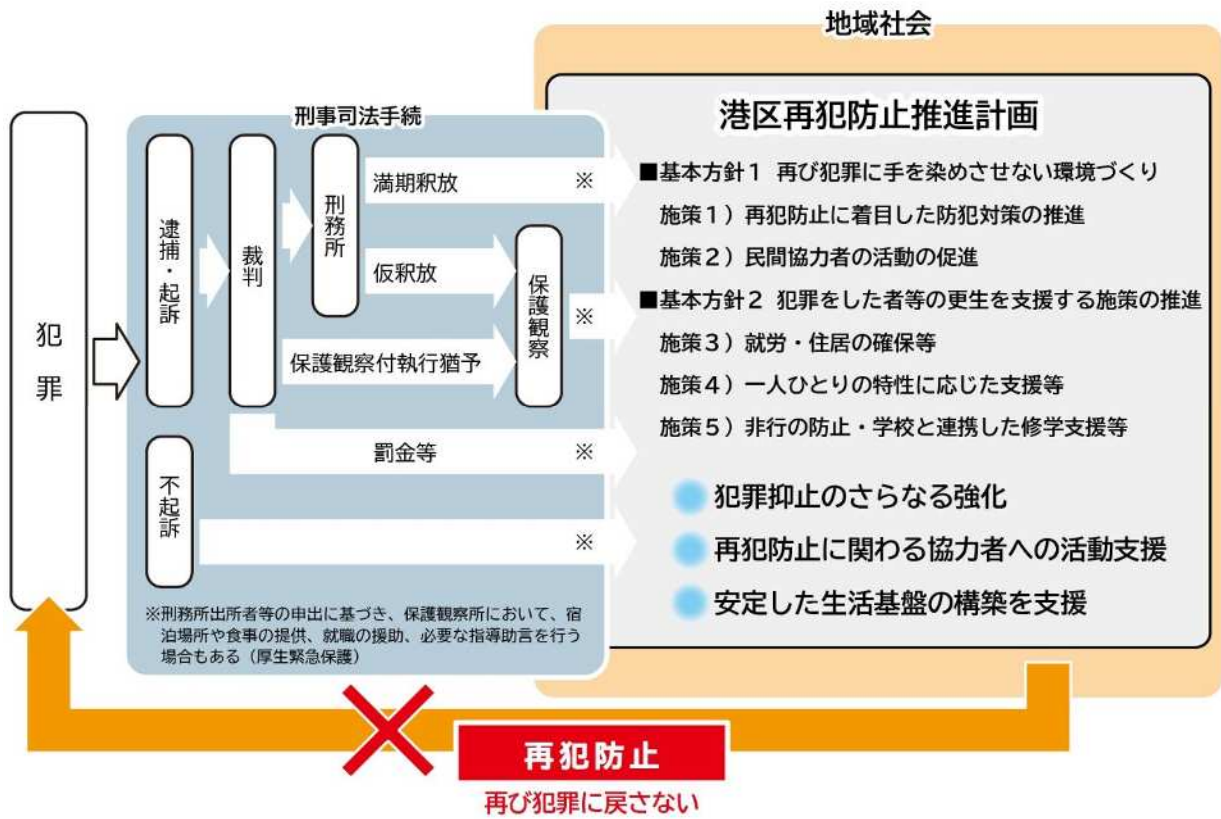 地域社会
刑事司法手続
犯罪
逮捕・起訴
不起訴
裁判
刑務所
満期釈放 ※
仮釈放
保護観察付執行猶予
保護観察
※
罰金等 ※
※
※刑務所出所者等の申出に基づき、保護観察所において、宿
泊場所や食事の提供、就職の援助、必要な指導助言を行う
場合もある（厚生緊急保護）
港区再犯防止推進計画
■基本方針１ 再び犯罪に手を染めさせない環境づくり
施策１）再犯防止に着目した防犯対策の推進
施策２）民間協力者の活動の促進
■基本方針２ 犯罪をした者等の更生を支援する施策の推進
施策３）就労・住居の確保等
施策４）一人ひとりの特性に応じた支援等
施策５）非行の防止・学校と連携した修学支援等
犯罪抑止のさらなる強化
再犯防止に関わる協力者への活動支援
安定した生活基盤の構築を支援
再犯防止
再び犯罪に戻さない